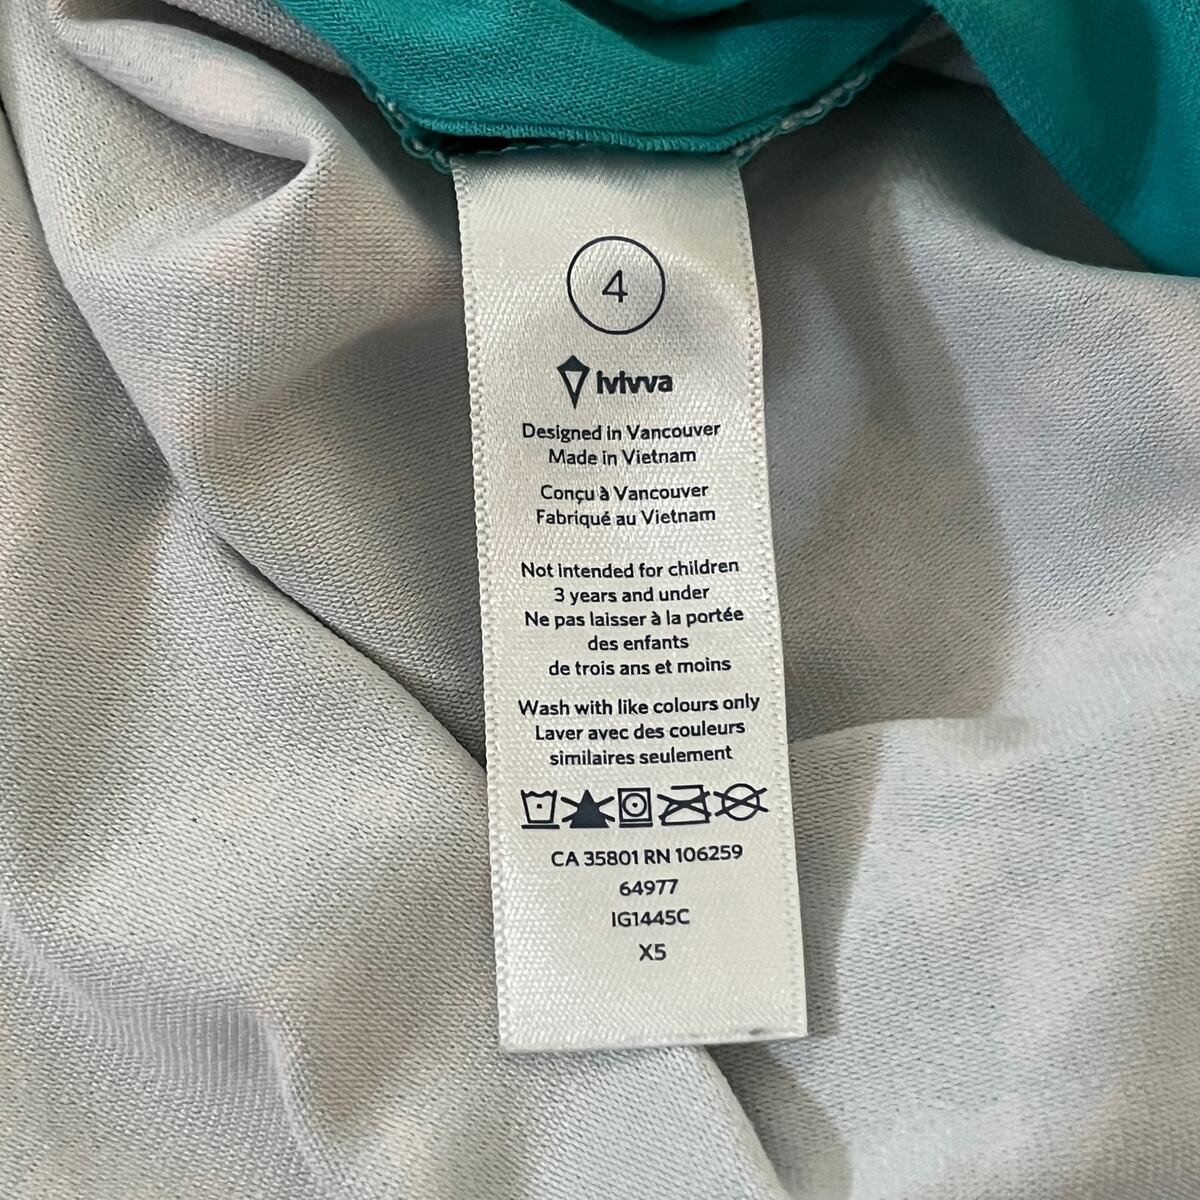 4
ivivva
Designed in Vancouver
Made in Vietnam
Conçu à Vancouver
Fabriqué au Vietnam
Not intended for children
3 years and under
Ne pas laisser à la portée
des enfants
de trois ans et moins
Wash with like colours only
Laver avec des couleurs
similaires seulement
CA 35801 RN 106259
64977
IG1445C
X5